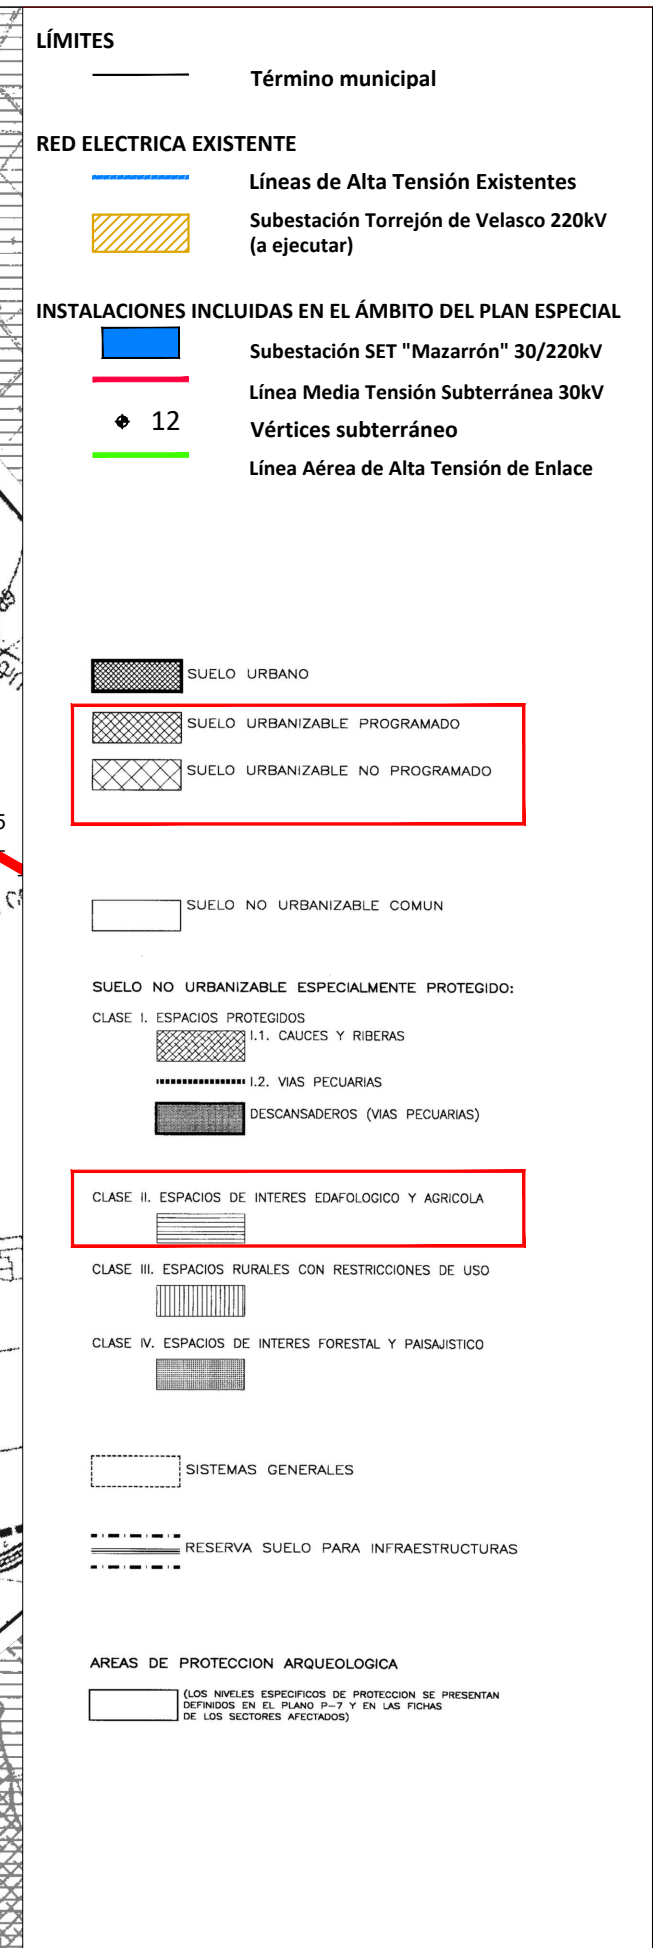 LÍMITES
Término municipal
RED ELECTRICA EXISTENTE
Líneas de Alta Tensión Existentes
Subestación Torrejón de Velasco 220kV
(a ejecutar)
INSTALACIONES INCLUIDAS EN EL ÁMBITO DEL PLAN ESPECIAL
Subestación SET "Mazarrón" 30/220kV
Línea Media Tensión Subterránea 30kV
12 Vértices subterráneo
Línea Aérea de Alta Tensión de Enlace
SUELO URBANO
SUELO URBANIZABLE PROGRAMADO
SUELO URBANIZABLE NO PROGRAMADO
5
SUELO NO URBANIZABLE COMUN
SUELO NO URBANIZABLE ESPECIALMENTE PROTEGIDO:
CLASE I. ESPACIOS PROTEGIDOS
I.1. CAUCES Y RIBERAS
I.2. VIAS PECUARIAS
DESCANSADEROS (VIAS PECUARIAS)
CLASE II. ESPACIOS DE INTERES EDAFOLOGICO Y AGRICOLA
CLASE III. ESPACIOS RURALES CON RESTRICCIONES DE USO
CLASE IV. ESPACIOS DE INTERES FORESTAL Y PAISAJISTICO
SISTEMAS GENERALES
RESERVA SUELO PARA INFRAESTRUCTURAS
AREAS DE PROTECCION ARQUEOLOGICA
(LOS NIVELES ESPECIFICOS DE PROTECCION SE PRESENTAN
DEFINIDOS EN EL PLANO P-7 Y EN LAS FICHAS
DE LOS SECTORES AFECTADOS)